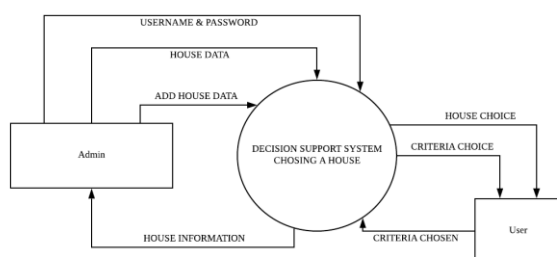 USERNAME & PASSWORD
HOUSE DATA
ADD HOUSE DATA
Admin
DECISION SUPPORT SYSTEM
CHOSING A HOUSE
HOUSE CHOICE
CRITERIA CHOICE
User
CRITERIA CHOSEN
HOUSE INFORMATION